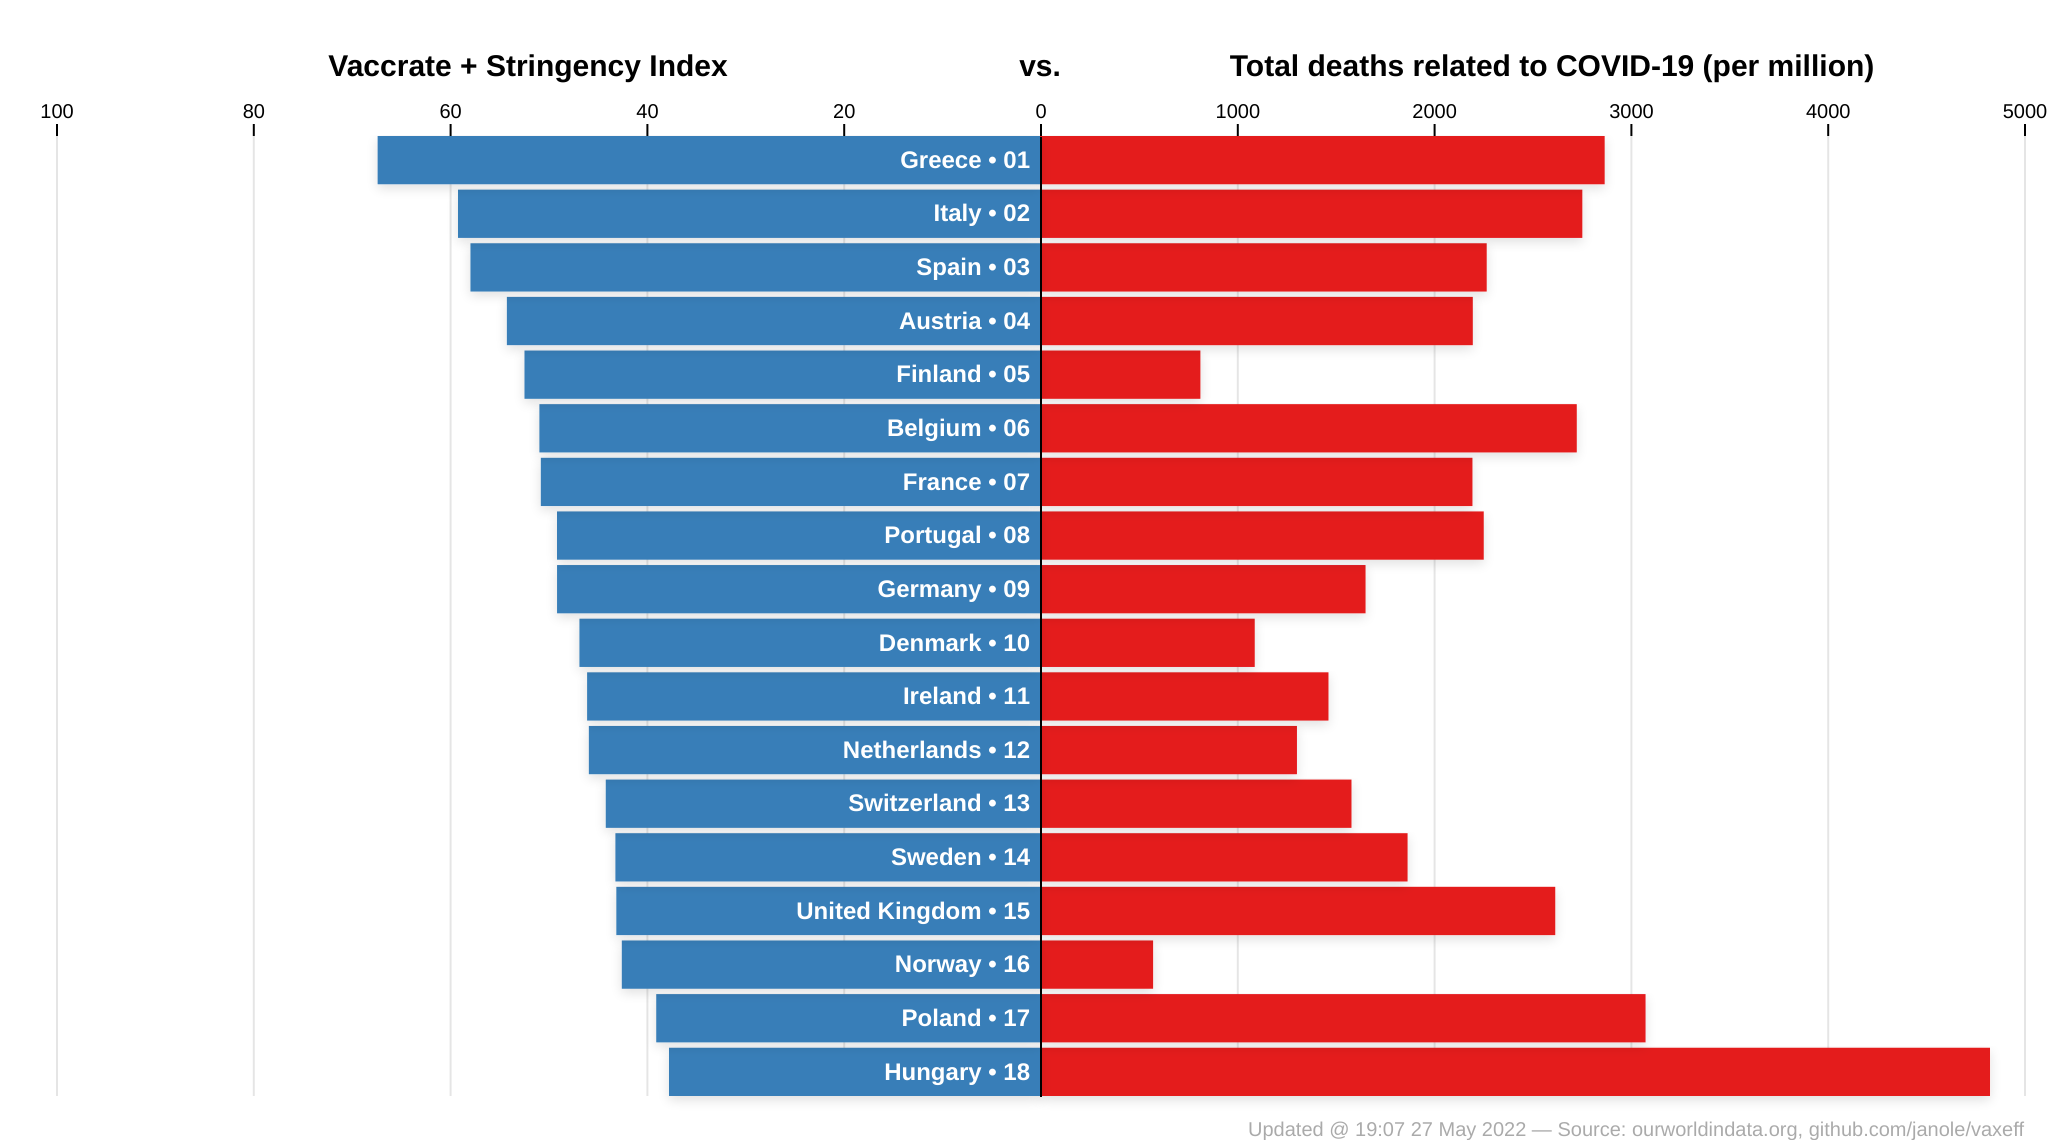 Vaccrate + Stringency Index vs. Total deaths related to COVID-19 (per million)
100 80 60 40 20 0 1000 2000 3000 4000 5000
Greece • 01
Italy • 02
Spain • 03
Austria • 04
Finland • 05
Belgium • 06
France • 07
Portugal • 08
Germany • 09
Denmark • 10
Ireland • 11
Netherlands • 12
Switzerland • 13
Sweden • 14
United Kingdom • 15
Norway • 16
Poland • 17
Hungary • 18
Updated @ 19:07 27 May 2022 — Source: ourworldindata.org, github.com/janole/vaxeff